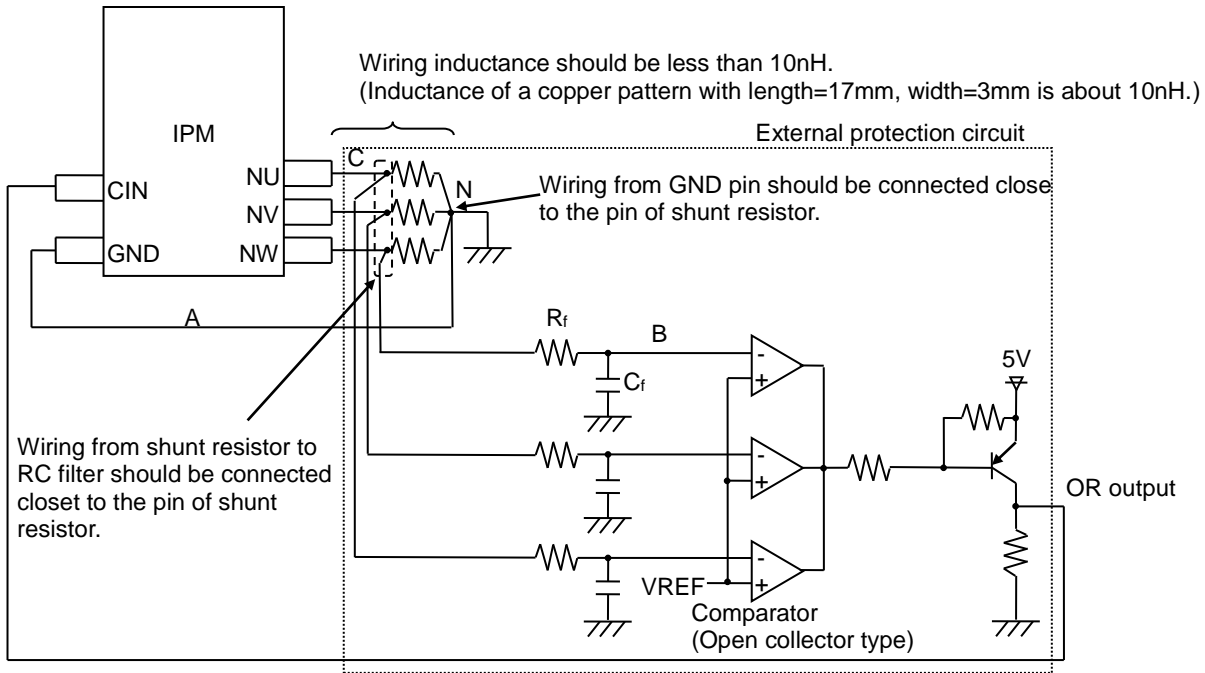 Wiring inductance should be less than 10nH.
(Inductance of a copper pattern with length=17mm, width=3mm is about 10nH.)
External protection circuit
IPM
C
NU
CIN
N
Wiring from GND pin should be connected close
to the pin of shunt resistor.
NV
GND
NW
A
Rf
B
-
+
5V
Cf
Wiring from shunt resistor to
RC filter should be connected
closet to the pin of shunt
resistor.
-
+
OR output
-
VREF
+
Comparator
(Open collector type)